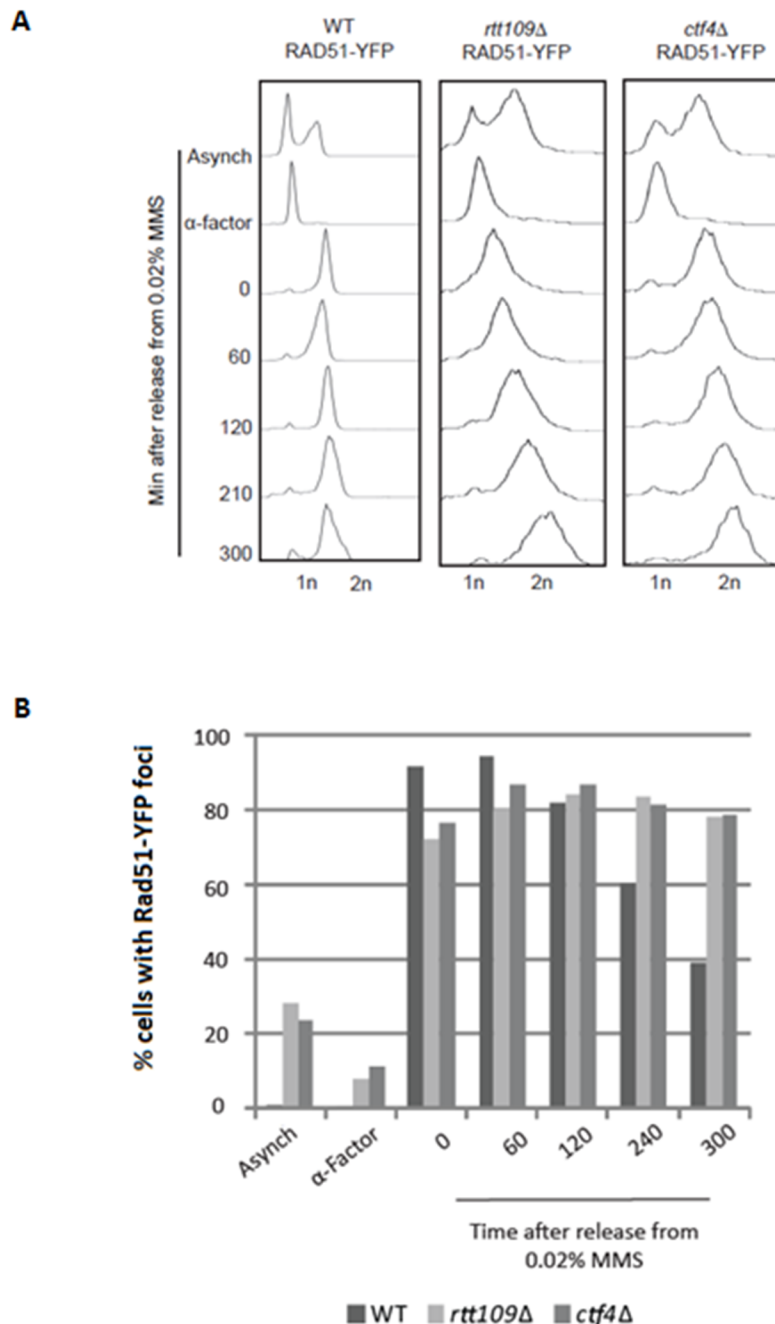 A
WT
RAD51-YFP
rtt109Δ
RAD51-YFP
ctf4Δ
RAD51-YFP
Min after release from 0.02% MMS
Asynch
α-factor
0
60
120
210
300
1n 2n
1n 2n
1n 2n
B
% cells with Rad51-YFP foci
100
80
60
40
20
0
Asynch
α-Factor
0
60
120
240
300
Time after release from
0.02% MMS
WT rtt109Δ ctf4Δ